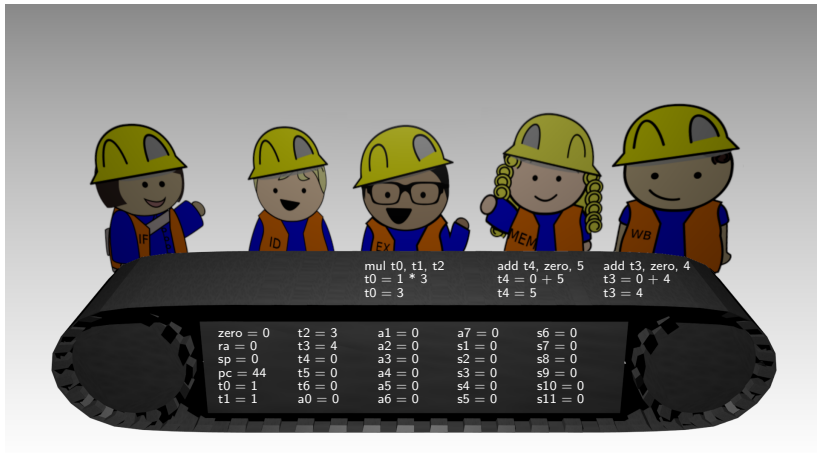 IF
ID
EX
MEM
WB
mul t0, t1, t2
t0 = 1 * 3
t0 = 3
add t4, zero, 5
t4 = 0 + 5
t4 = 5
add t3, zero, 4
t3 = 0 + 4
t3 = 4
zero = 0
ra = 0
sp = 0
pc = 44
t0 = 1
t1 = 1
t2 = 3
t3 = 4
t4 = 0
t5 = 0
t6 = 0
a0 = 0
a1 = 0
a2 = 0
a3 = 0
a4 = 0
a5 = 0
a6 = 0
a7 = 0
s1 = 0
s2 = 0
s3 = 0
s4 = 0
s5 = 0
s6 = 0
s7 = 0
s8 = 0
s9 = 0
s10 = 0
s11 = 0